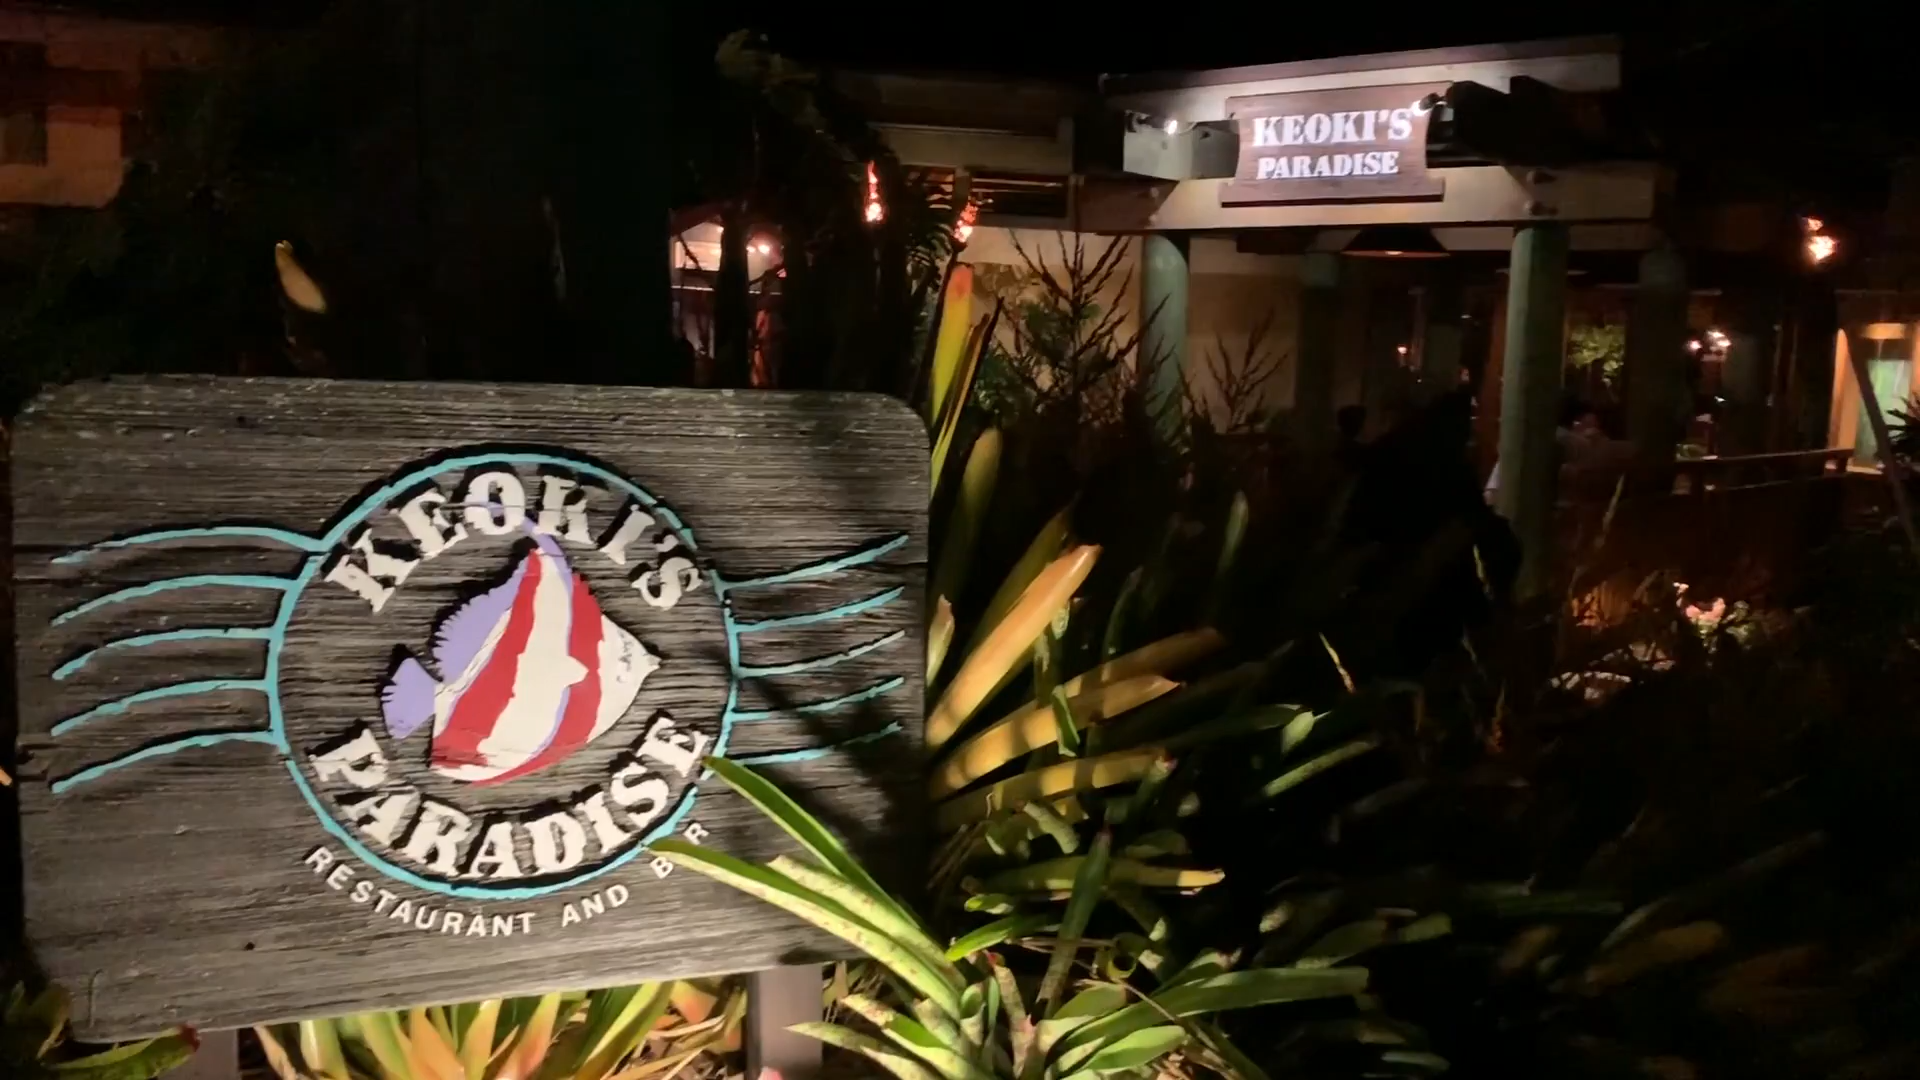 KEOKI'S
PARADISE
KEOKI'S
PARADISE
RESTAURANT AND B R